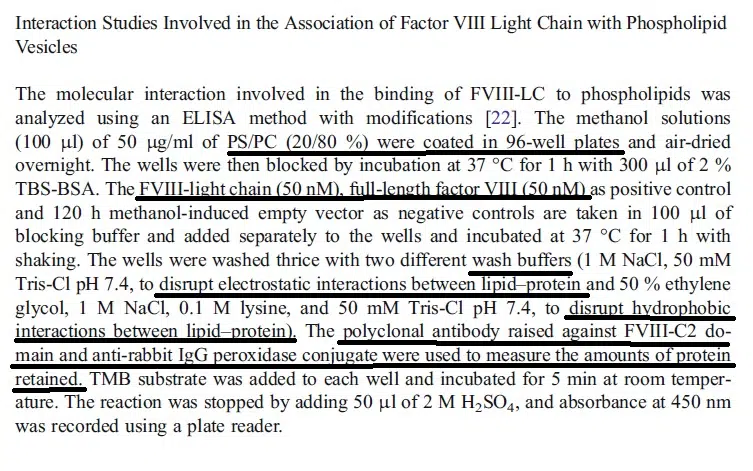 Interaction Studies Involved in the Association of Factor VIII Light Chain with Phospholipid
Vesicles
The molecular interaction involved in the binding of FVIII-LC to phospholipids was
analyzed using an ELISA method with modifications [22]. The methanol solutions
(100 μl) of 50 μg/ml of PS/PC (20/80 %) were coated in 96-well plates and air-dried
overnight. The wells were then blocked by incubation at 37 °C for 1 h with 300 μl of 2 %
TBS-BSA. The FVIII-light chain (50 nM), full-length factor VIII (50 nM) as positive control
and 120 h methanol-induced empty vector as negative controls are taken in 100 μl of
blocking buffer and added separately to the wells and incubated at 37 °C for 1 h with
shaking. The wells were washed thrice with two different wash buffers (1 M NaCl, 50 mM
Tris-Cl pH 7.4, to disrupt electrostatic interactions between lipid–protein and 50 % ethylene
glycol, 1 M NaCl, 0.1 M lysine, and 50 mM Tris-Cl pH 7.4, to disrupt hydrophobic
interactions between lipid–protein). The polyclonal antibody raised against FVIII-C2 do-
main and anti-rabbit IgG peroxidase conjugate were used to measure the amounts of protein
retained. TMB substrate was added to each well and incubated for 5 min at room temper-
ature. The reaction was stopped by adding 50 μl of 2 M H₂SO₄, and absorbance at 450 nm
was recorded using a plate reader.